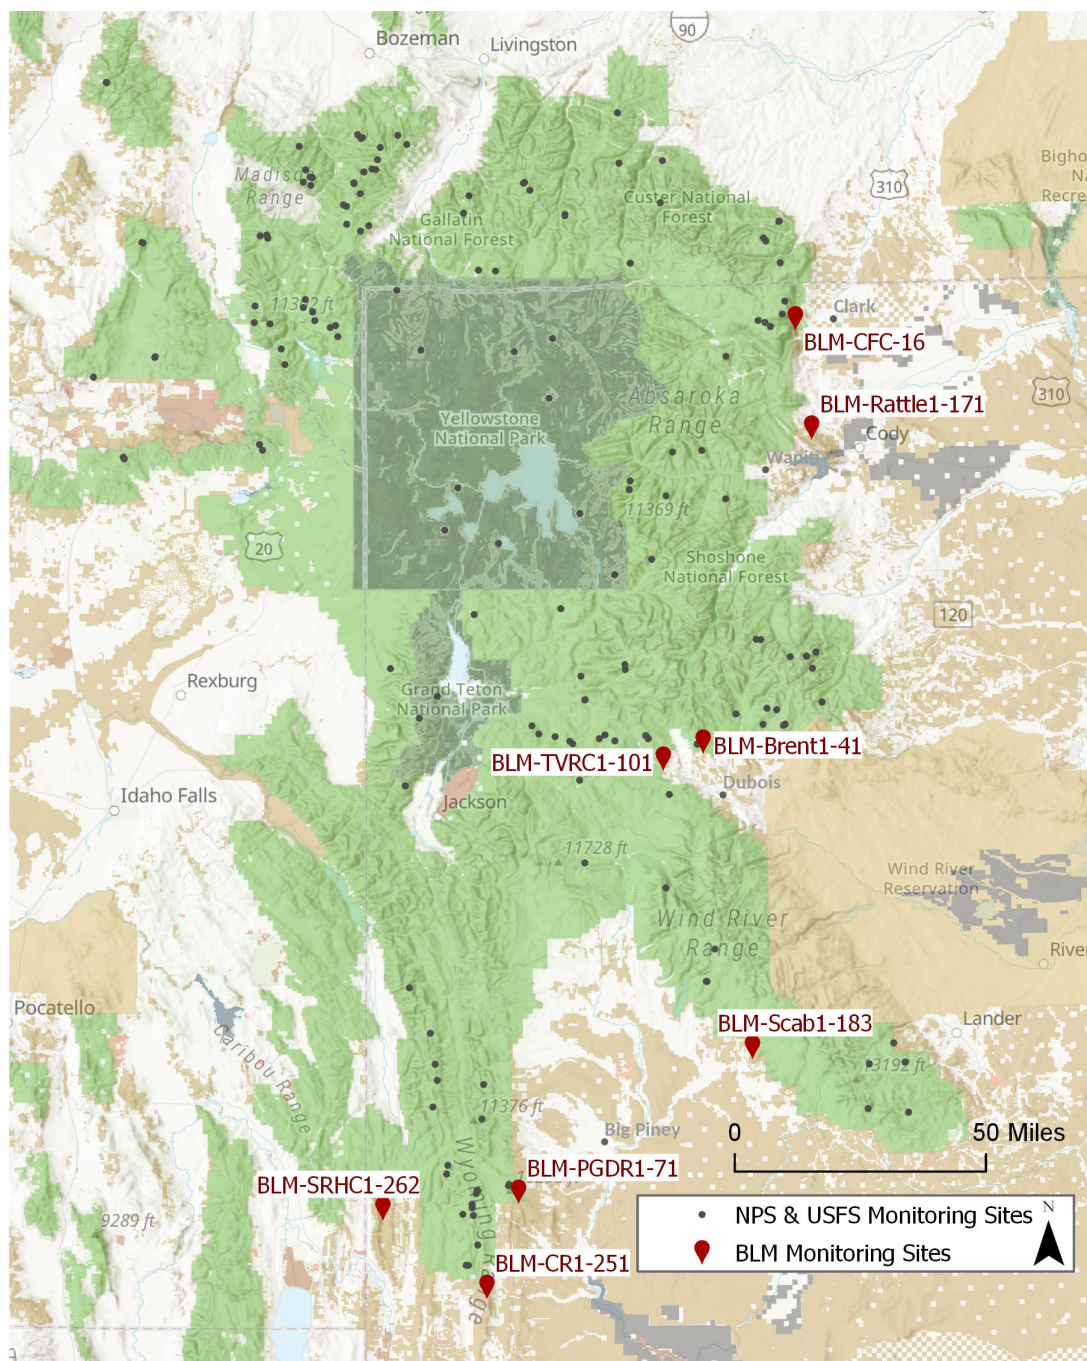 Bozeman
Livingston
90
Madison
Range
Gallatin
National Forest
Custer National
Forest
310
Bigho
Na
Recre
Clark
BLM-CFC-16
BLM-Rattle1-171
310
Absaroka
Range
Yellowstone
National Park
Cody
Wapiti
11369 ft
20
Shoshone
National Forest
120
Rexburg
Grand Teton
National Park
BLM-Brent1-41
BLM-TVRC1-101
Dubois
Idaho Falls
Jackson
11728 ft
Wind River
Reservation
Wind River
Range
River
Pocatello
Caribou Range
BLM-Scab1-183
Lander
13192 ft
11376 ft
Big Piney
0
50 Miles
Wyoming Range
BLM-PGDR1-71
BLM-SRHC1-262
9289 ft
BLM-CR1-251
NPS & USFS Monitoring Sites
BLM Monitoring Sites
N